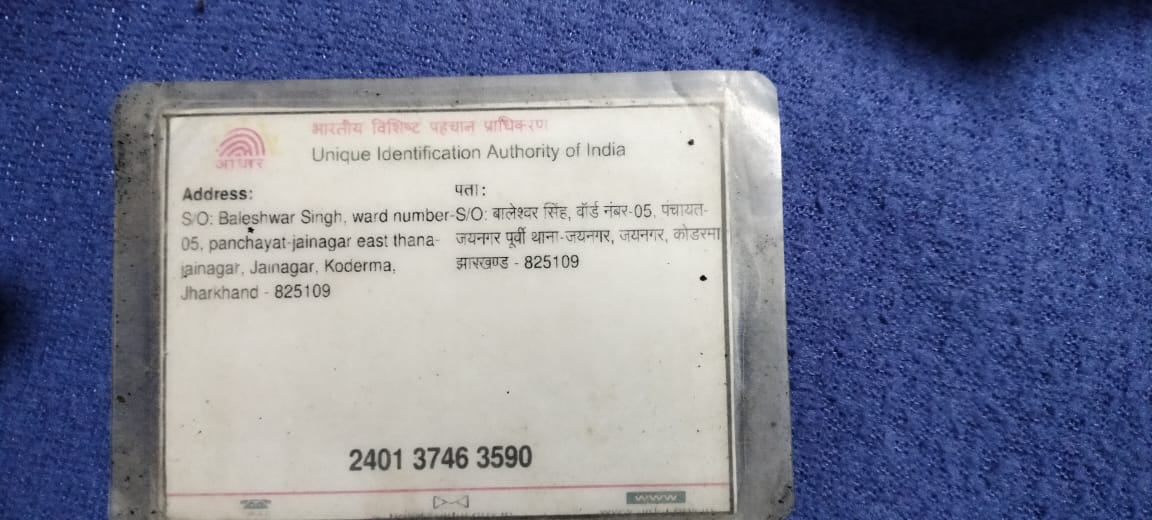 भारतीय विशिष्ट पहचान प्राधिकरण
Unique Identification Authority of India
आधार
Address:
S/O: Baleshwar Singh, ward number-
05, panchayat-jainagar east thana-
jainagar, Jainagar, Koderma,
Jharkhand - 825109
पता :
S/O: बालेश्वर सिंह, वॉर्ड नंबर-05, पंचायत-
जयनगर पूर्वी थाना-जयनगर, जयनगर, कोडरमा
झारखण्ड - 825109
2401 3746 3590
www